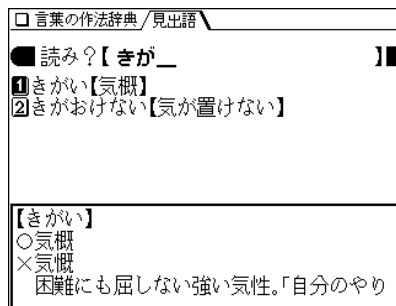 言葉の作法辞典/見出語
読み?【きが_ 】
1きがい【気概】
2きがおけない【気が置けない】
【きがい】
○気概
×気慨
困難にも屈しない強い気性。「自分のやり